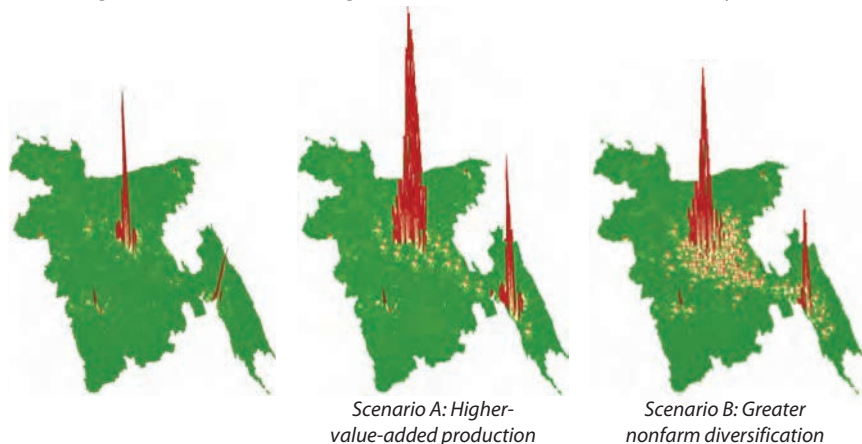 Scenario A: Higher-
value-added production
Scenario B: Greater
nonfarm diversification